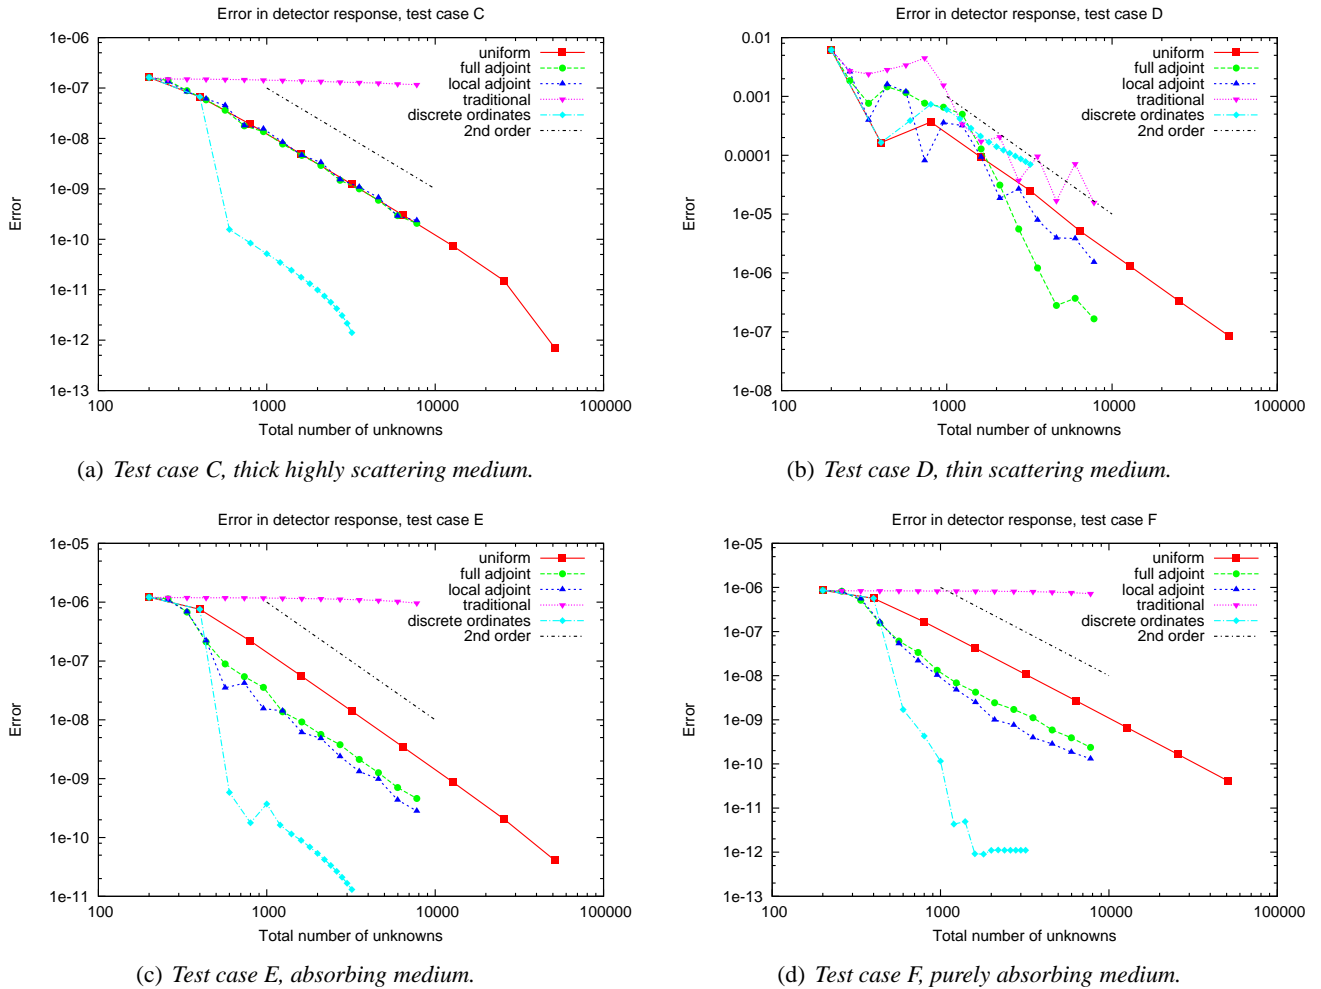 Error in detector response, test case C
1e-06
1e-07
1e-08
1e-09
1e-10
1e-11
1e-12
1e-13
Error
100
1000
10000
100000
Total number of unknowns
uniform
full adjoint
local adjoint
traditional
discrete ordinates
2nd order
(a) Test case C, thick highly scattering medium.
Error in detector response, test case D
0.01
0.001
0.0001
1e-05
1e-06
1e-07
1e-08
Error
100
1000
10000
100000
Total number of unknowns
uniform
full adjoint
local adjoint
traditional
discrete ordinates
2nd order
(b) Test case D, thin scattering medium.
Error in detector response, test case E
1e-05
1e-06
1e-07
1e-08
1e-09
1e-10
1e-11
Error
100
1000
10000
100000
Total number of unknowns
uniform
full adjoint
local adjoint
traditional
discrete ordinates
2nd order
(c) Test case E, absorbing medium.
Error in detector response, test case F
1e-05
1e-06
1e-07
1e-08
1e-09
1e-10
1e-11
1e-12
1e-13
Error
100
1000
10000
100000
Total number of unknowns
uniform
full adjoint
local adjoint
traditional
discrete ordinates
2nd order
(d) Test case F, purely absorbing medium.